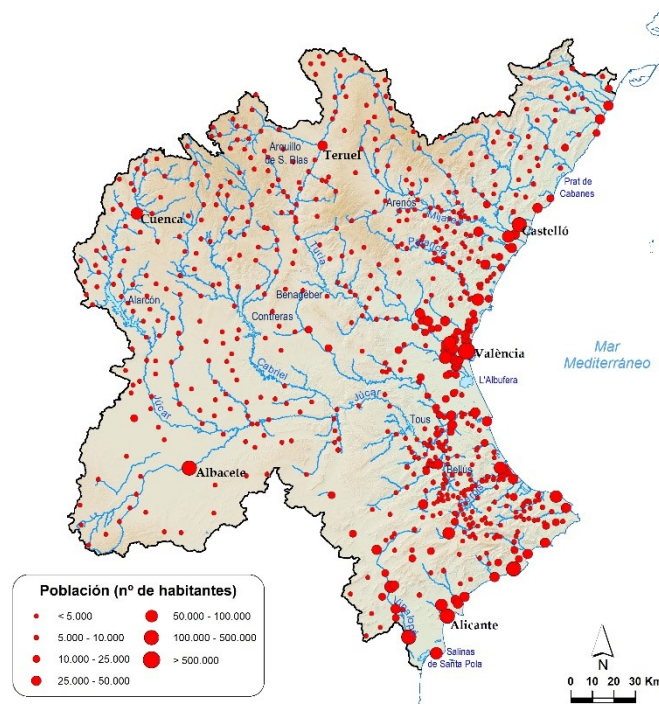 Arquillo
de S. Blas
Teruel
Prat de
Cabanes
Arenós
Mijares
Cuenca
Castelló
Palancia
Turia
Alarcón
Benageber
Contreras
Mar
Mediterráneo
València
L'Albufera
Cabriel
Júcar
Júcar
Tous
Albacete
Bellús
Serpis
Vinalopó
Alicante
Salinas
de Santa Pola
Población (nº de habitantes)
< 5.000
50.000 - 100.000
5.000 - 10.000
100.000 - 500.000
10.000 - 25.000
> 500.000
25.000 - 50.000
N
0 10 20 30 Km